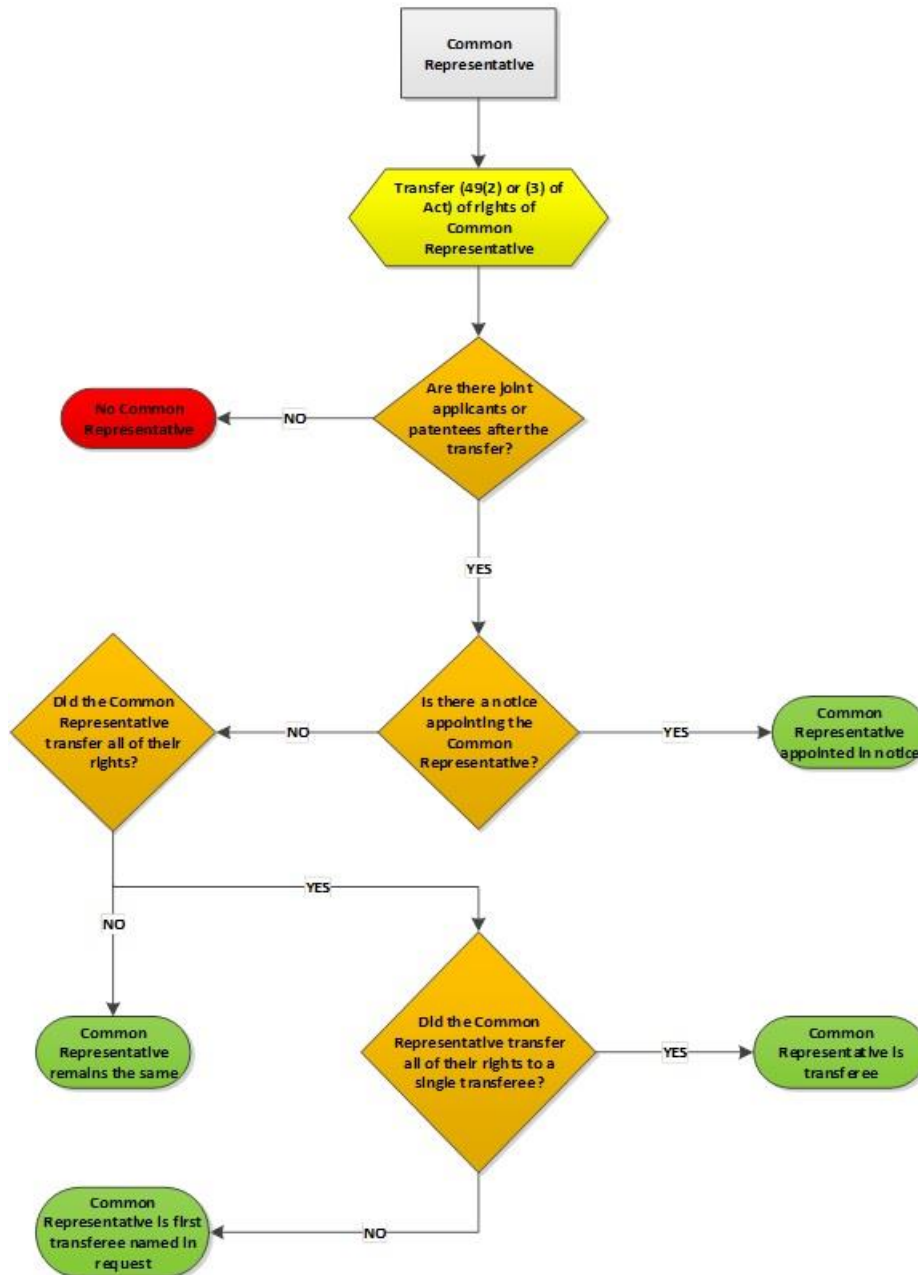 Common
Representative
Transfer (49(2) or (3) of
Act) of rights of
Common
Representative
Are there joint
applicants or
patentees after the
transfer?
NO
No Common
Representative
YES
Is there a notice
appointing the
Common
Representative?
YES
Common
Representative
appointed in notice
NO
Did the Common
Representative
transfer all of their
rights?
YES
NO
Common
Representative
remains the same
Did the Common
Representative transfer
all of their rights to a
single transferee?
YES
Common
Representative is
transferee
NO
Common
Representative is first
transferee named in
request